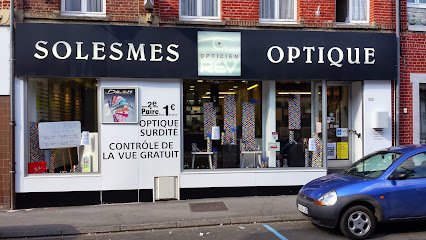 SOLESMES
OPTICIEN
OPTIQUE
2e
Paire
1€
OPTIQUE
SURDITÉ
CONTRÔLE DE
LA VUE GRATUIT